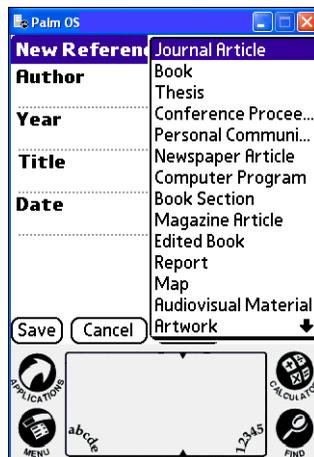 Palm OS
New Referen
Author
Year
Title
Date
Journal Article
Book
Thesis
Conference Procee...
Personal Communi...
Newspaper Article
Computer Program
Book Section
Magazine Article
Edited Book
Report
Map
Audiovisual Material
Artwork
Save
Cancel
APPLICATIONS
CALCULATOR
MENU
abcde
12345
FIND